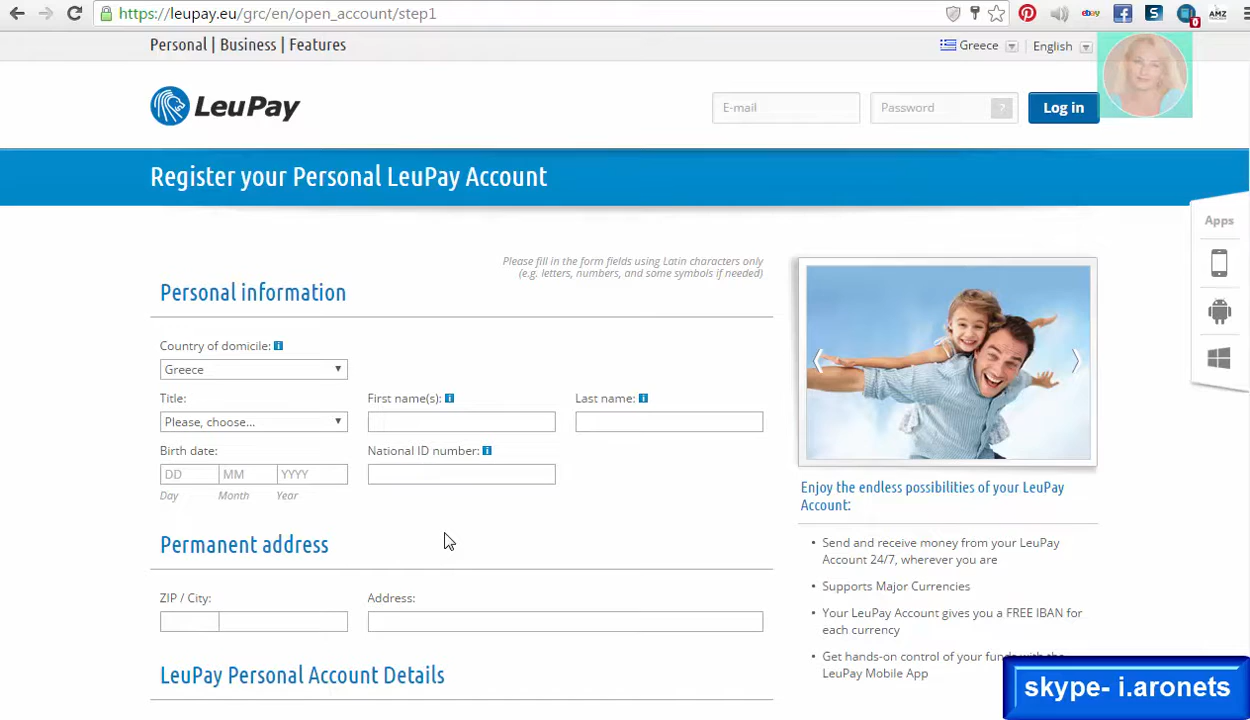 https://leupay.eu/grc/en/open_account/step1
ebay
0
AMZ
Personal | Business | Features
Greece
English
LeuPay
E-mail
Password
?
Log in
Register your Personal LeuPay Account
Apps
Please fill in the form fields using Latin characters only
(e.g. letters, numbers, and some symbols if needed)
Personal information
Country of domicile:
Greece
Title:
First name(s):
Last name:
Please, choose...
Birth date:
National ID number:
DD
MM
YYYY
Day
Month
Year
Permanent address
ZIP / City:
Address:
LeuPay Personal Account Details
Enjoy the endless possibilities of your LeuPay
Account:
Send and receive money from your LeuPay
Account 24/7, wherever you are
Supports Major Currencies
Your LeuPay Account gives you a FREE IBAN for
each currency
Get hands-on control of your funds with the
LeuPay Mobile App
skype- i.aronets